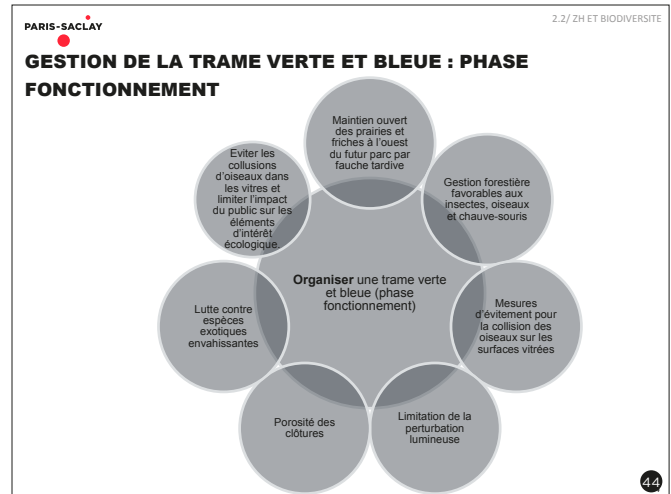 PARIS-SACLAY
2.2/ ZH ET BIODIVERSITE
GESTION DE LA TRAME VERTE ET BLEUE : PHASE
FONCTIONNEMENT
Maintien ouvert
des prairies et
friches à l'ouest
du futur parc par
fauche tardive
Gestion forestière
favorables aux
insectes, oiseaux
et chauve-souris
Mesures
d'évitement pour
la collision des
oiseaux sur les
surfaces vitrées
Limitation de la
perturbation
lumineuse
Porosité des
clôtures
Lutte contre
espèces
exotiques
envahissantes
Eviter les
collusions
d'oiseaux dans
les vitres et
limiter l'impact
du public sur les
éléments
d'intérêt
écologique.
Organiser une trame verte
et bleue (phase
fonctionnement)
44